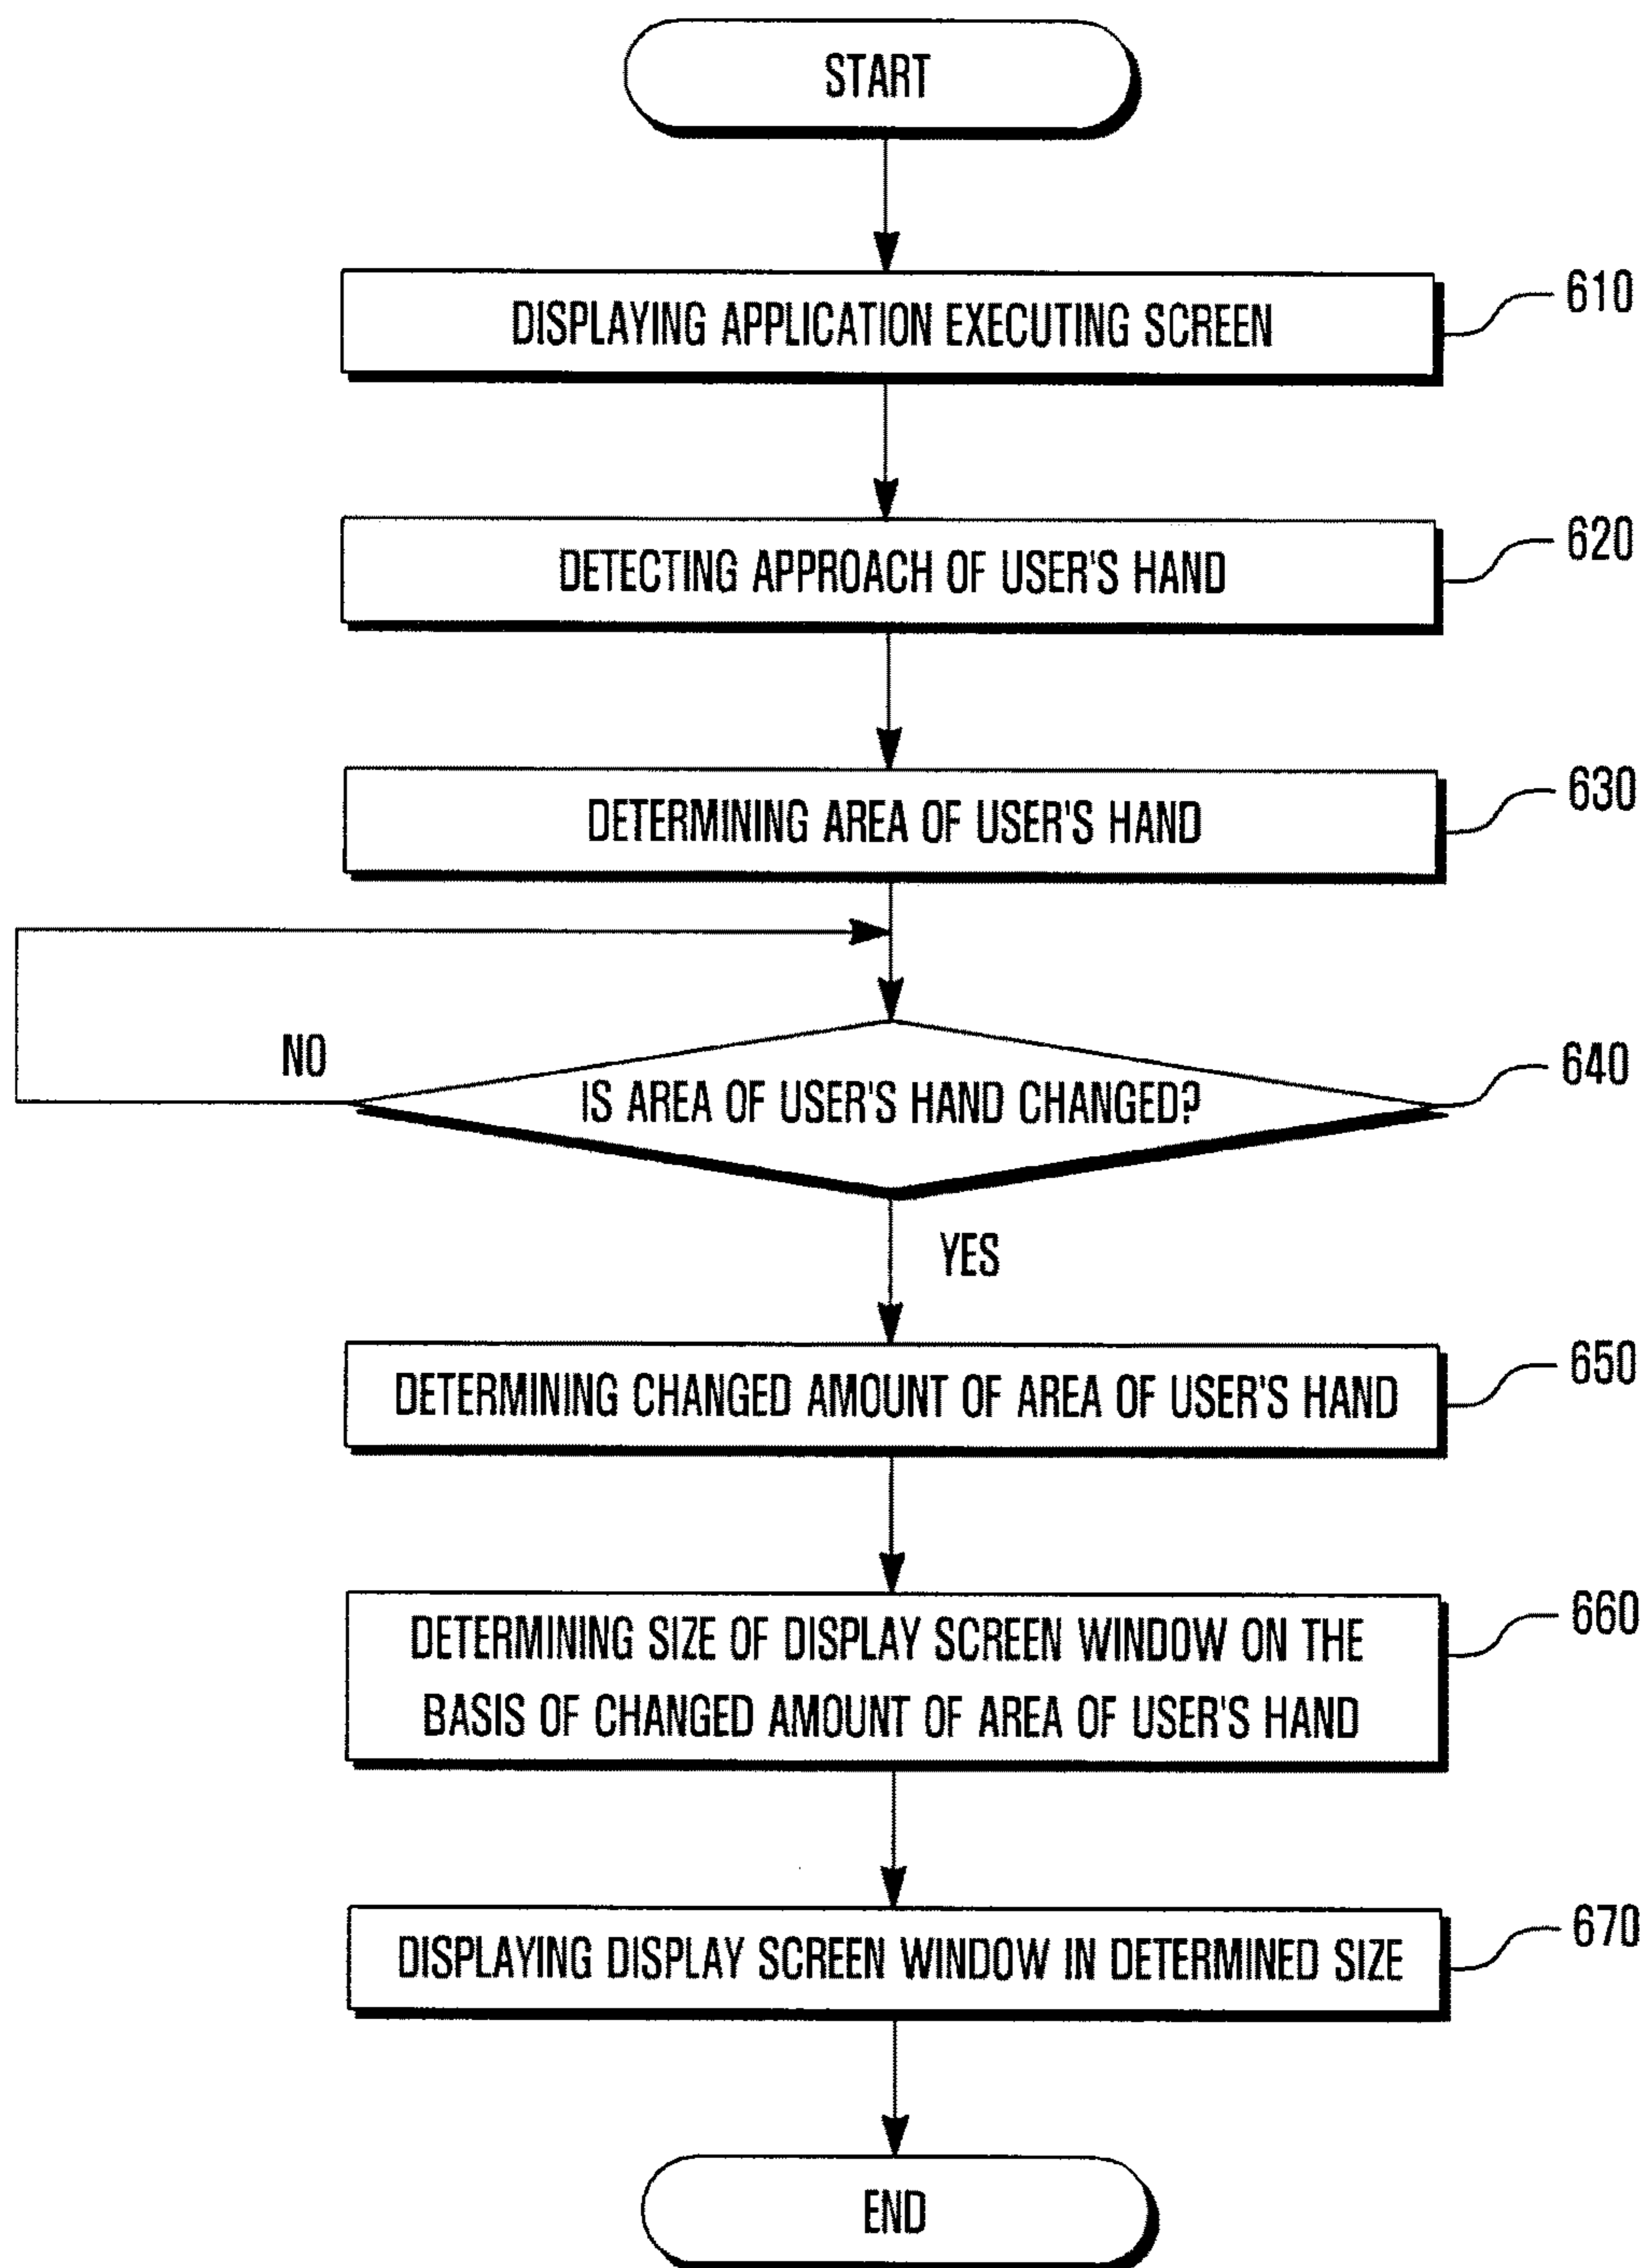 START
DISPLAYING APPLICATION EXECUTING SCREEN
610
DETECTING APPROACH OF USER'S HAND
620
DETERMINING AREA OF USER'S HAND
630
NO
IS AREA OF USER'S HAND CHANGED?
640
YES
DETERMINING CHANGED AMOUNT OF AREA OF USER'S HAND
650
DETERMINING SIZE OF DISPLAY SCREEN WINDOW ON THE
BASIS OF CHANGED AMOUNT OF AREA OF USER'S HAND
660
DISPLAYING DISPLAY SCREEN WINDOW IN DETERMINED SIZE
670
END